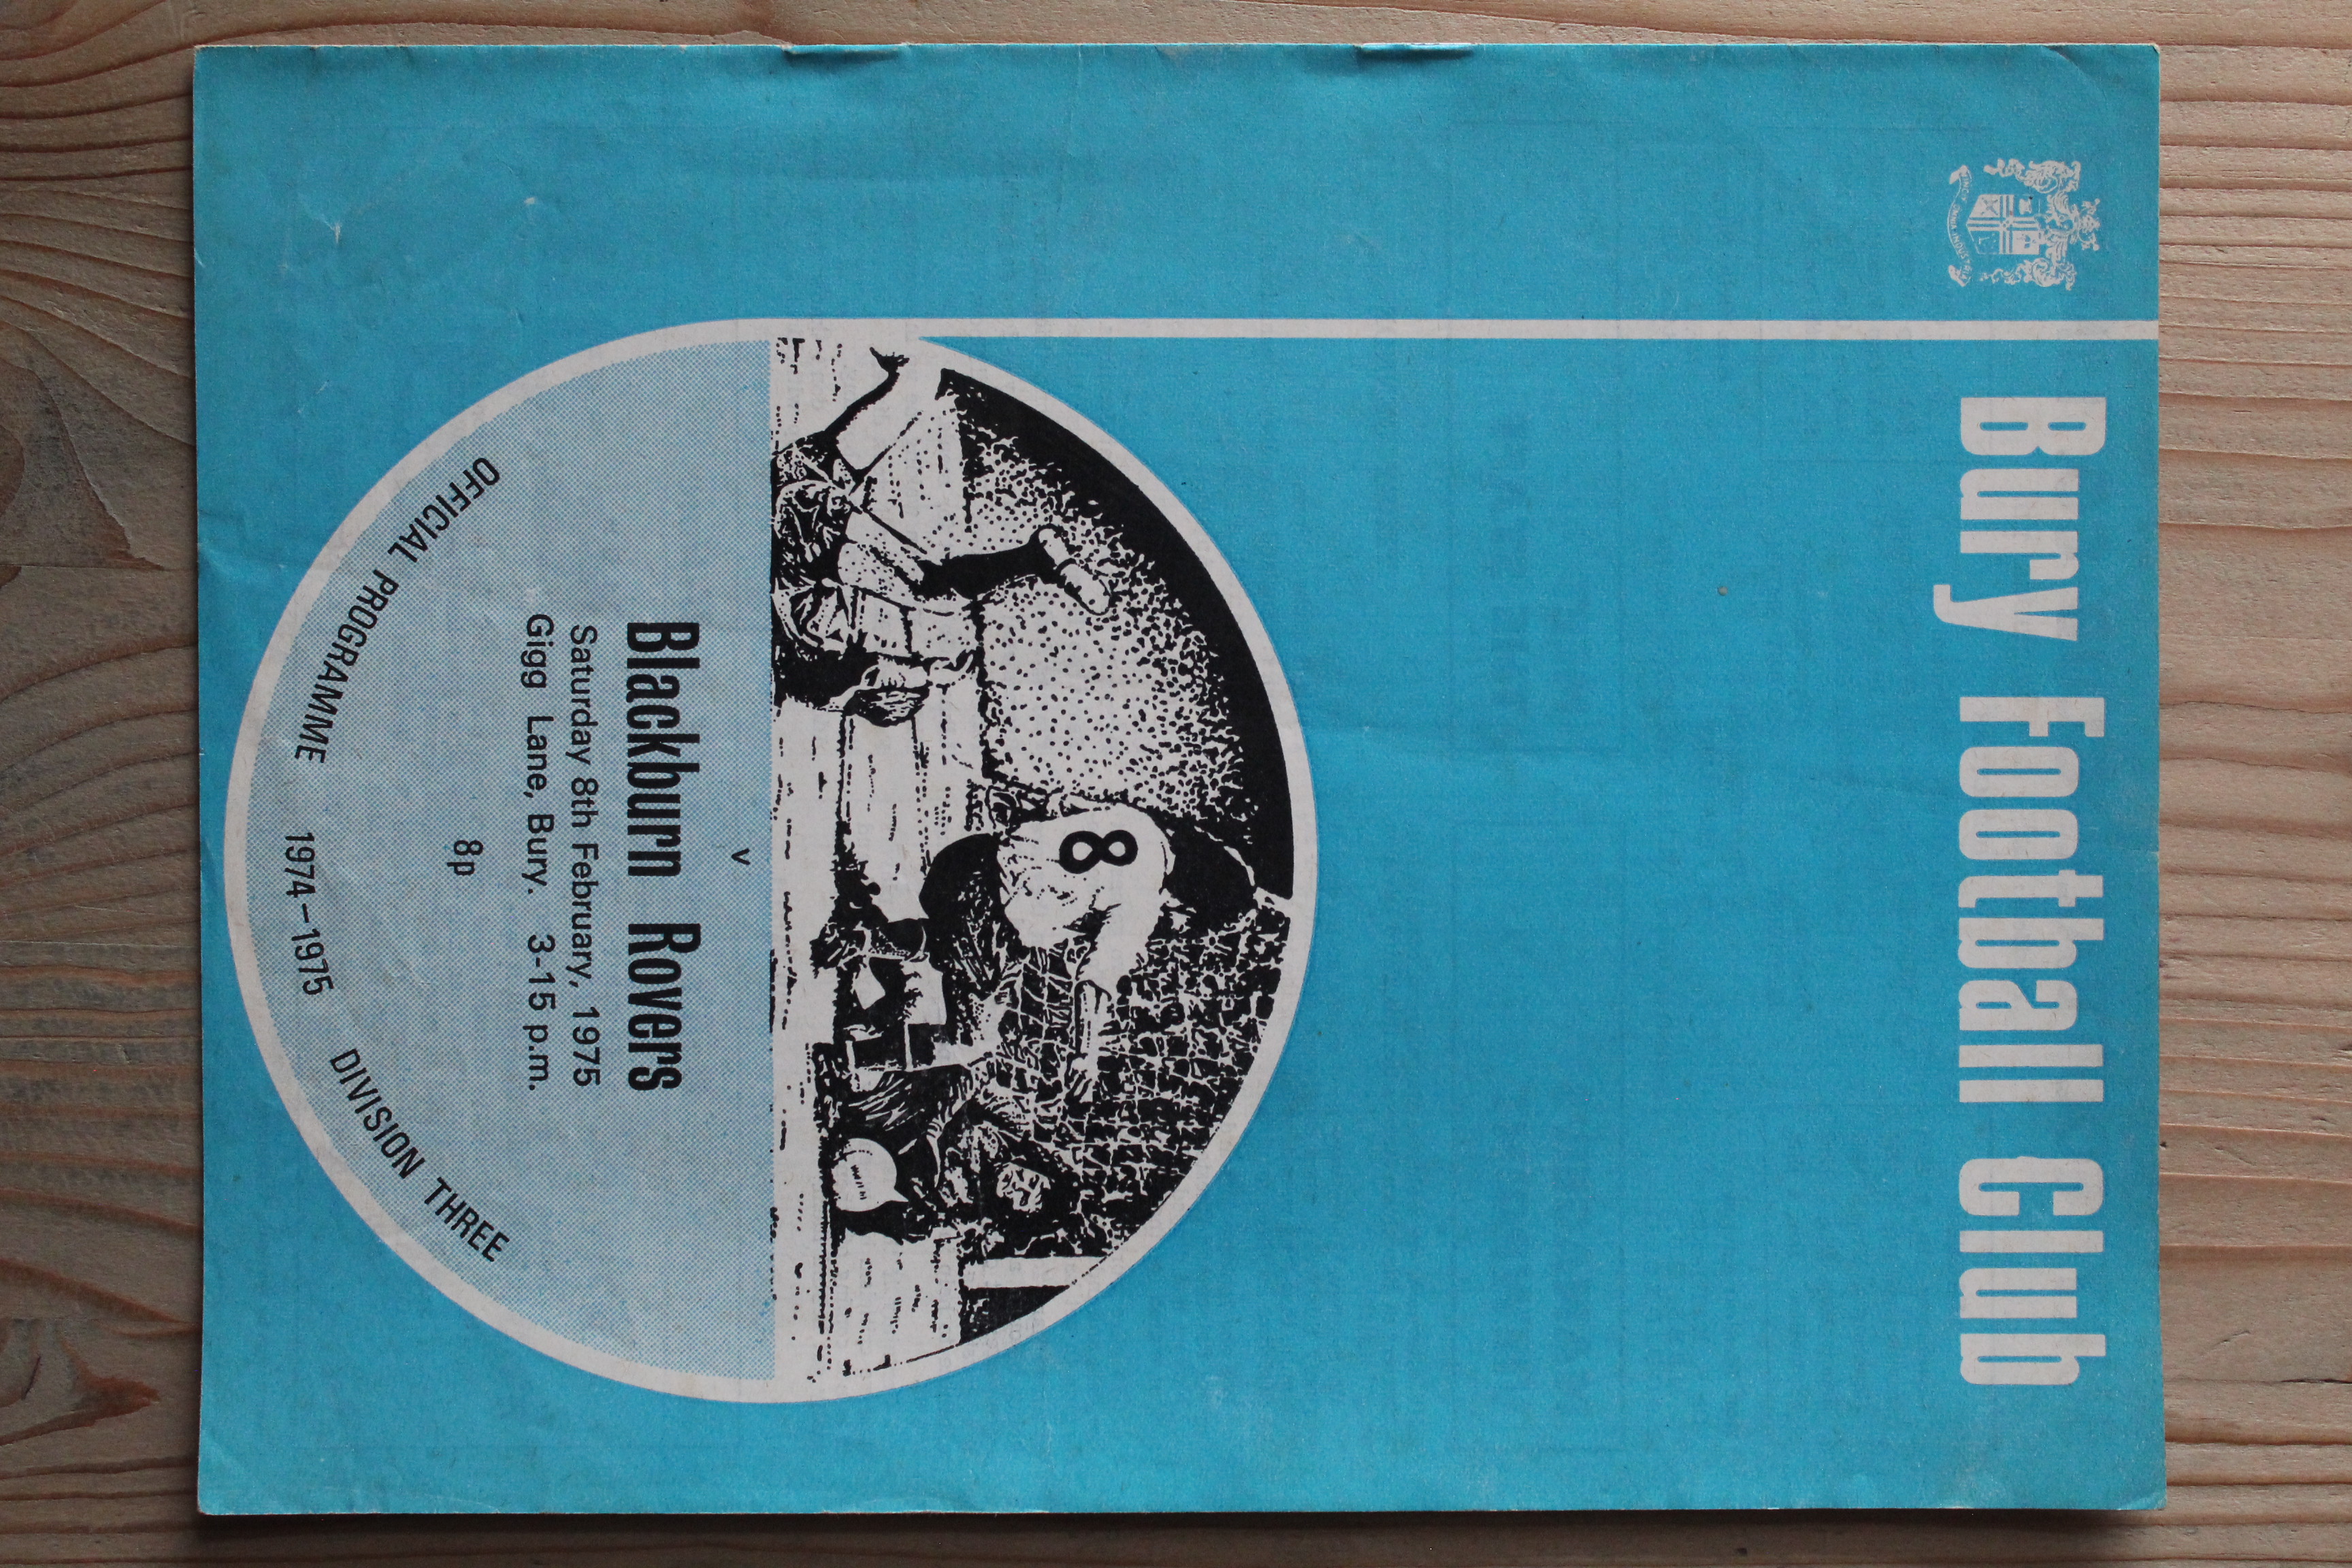 Bury Football Club
8
v
Blackburn Rovers
Saturday 8th February, 1975
Gigg Lane, Bury. 3-15 p.m.
8p
OFFICIAL PROGRAMME 1974-1975 DIVISION THREE